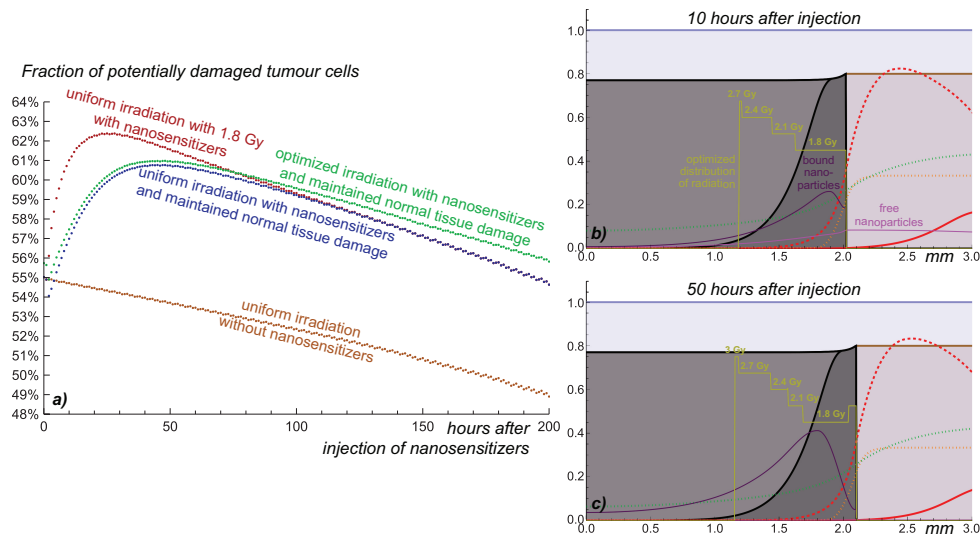 Fraction of potentially damaged tumour cells
64%
63%
62%
61%
60%
59%
58%
57%
56%
55%
54%
53%
52%
51%
50%
49%
48%
uniform irradiation with 1.8 Gy
with nanosensitizers
optimized irradiation with nanosensitizers
and maintained normal tissue damage
uniform irradiation with nanosensitizers
and maintained normal tissue damage
uniform irradiation
without nanosensitizers
a)
50
100
150
200
hours after
injection of nanosensitizers
10 hours after injection
1.0
0.8
0.6
0.4
0.2
0.0
2.7 Gy
2.4 Gy
2.1 Gy
1.8 Gy
optimized
distribution
of radiation
bound
nano-
particles
free
nanoparticles
b)
0.0
0.5
1.0
1.5
2.0
2.5
3.0
mm
50 hours after injection
1.0
0.8
0.6
0.4
0.2
0.0
3 Gy
2.7 Gy
2.4 Gy
2.1 Gy
1.8 Gy
c)
0.0
0.5
1.0
1.5
2.0
2.5
3.0
mm